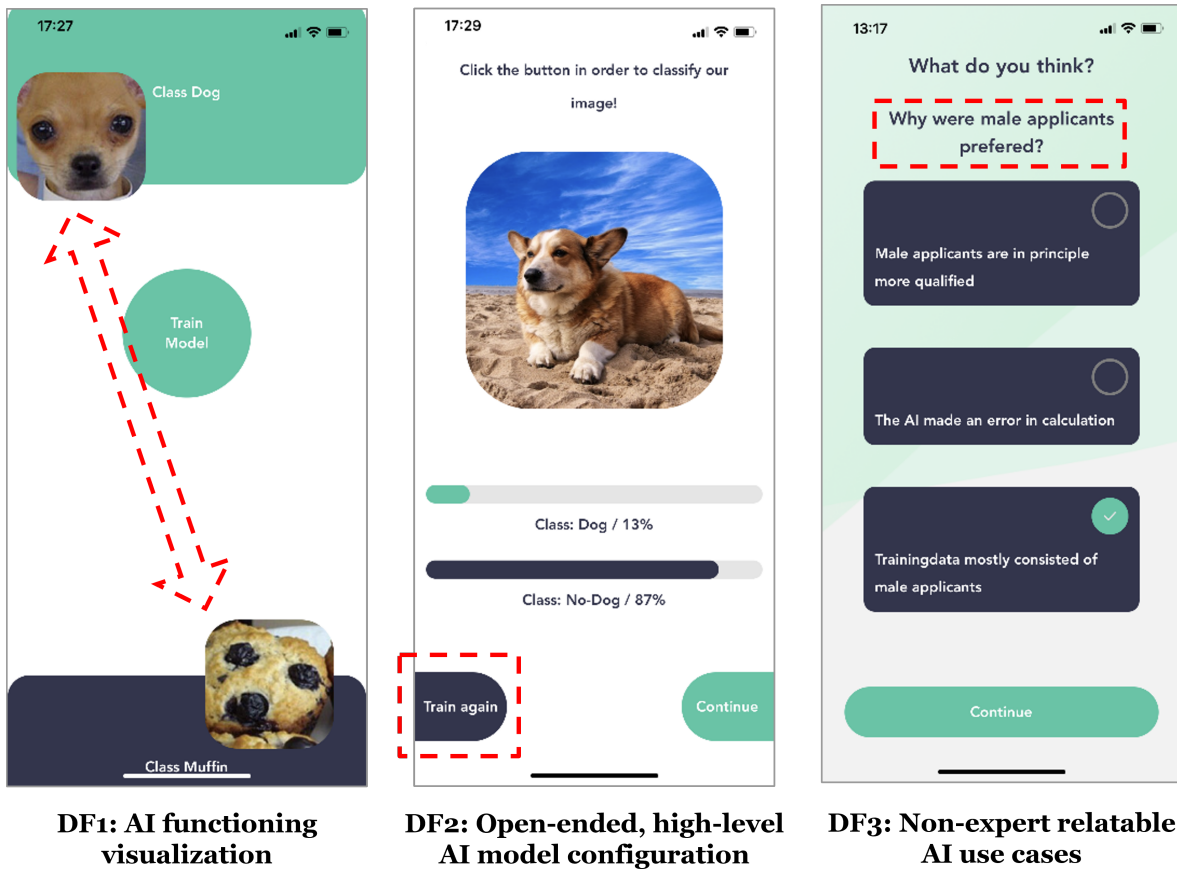 17:27
Class Dog
Train
Model
Class Muffin
DF1: AI functioning
visualization
17:29
Click the button in order to classify our
image!
Class: Dog / 13%
Class: No-Dog / 87%
Train again
Continue
DF2: Open-ended, high-level
AI model configuration
13:17
What do you think?
Why were male applicants
prefered?
Male applicants are in principle
more qualified
The AI made an error in calculation
Trainingdata mostly consisted of
male applicants
Continue
DF3: Non-expert relatable
AI use cases